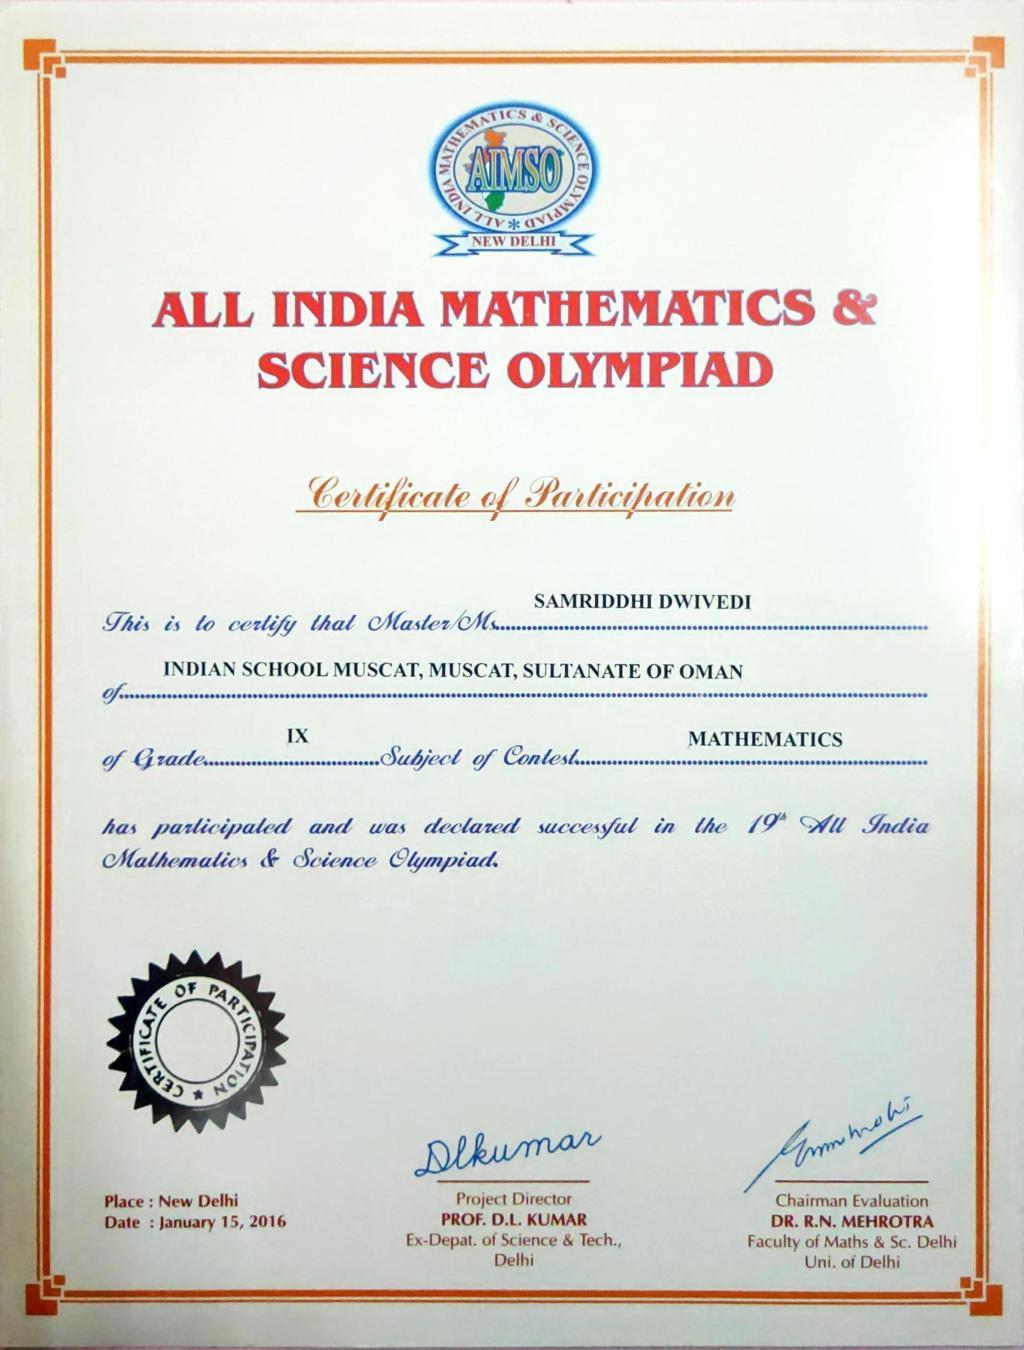 ALL INDIA MATHEMATICS & SCIENCE OLYMPIAD
AIMSO
NEW DELHI
ALL INDIA MATHEMATICS &
SCIENCE OLYMPIAD
Certificate of Participation
This is to certify that Master/Ms. SAMRIDDHI DWIVEDI
of INDIAN SCHOOL MUSCAT, MUSCAT, SULTANATE OF OMAN
of Grade IX Subject of Contest MATHEMATICS
has participated and was declared successful in the 19th All India
Mathematics & Science Olympiad.
CERTIFICATE OF PARTICIPATION
Place : New Delhi
Date : January 15, 2016
DLkumar
Project Director
PROF. D.L. KUMAR
Ex-Depat. of Science & Tech.,
Delhi
Chairman Evaluation
DR. R.N. MEHROTRA
Faculty of Maths & Sc. Delhi
Uni. of Delhi